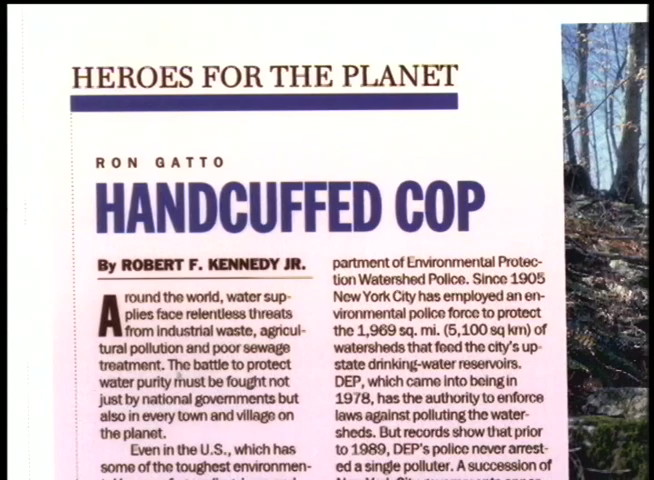 HEROES FOR THE PLANET
RON GATTO
HANDCUFFED COP
By ROBERT F. KENNEDY JR.
Around the world, water sup-
plies face relentless threats
from industrial waste, agricul-
tural pollution and poor sewage
treatment. The battle to protect
water purity must be fought not
just by national governments but
also in every town and village on
the planet.
Even in the U.S., which has
some of the toughest environmen-
partment of Environmental Protec-
tion Watershed Police. Since 1905
New York City has employed an en-
vironmental police force to protect
the 1,969 sq. mi. (5,100 sq km) of
watersheds that feed the city's up-
state drinking-water reservoirs.
DEP, which came into being in
1978, has the authority to enforce
laws against polluting the water-
sheds. But records show that prior
to 1989, DEP's police never arrest-
ed a single polluter. A succession of